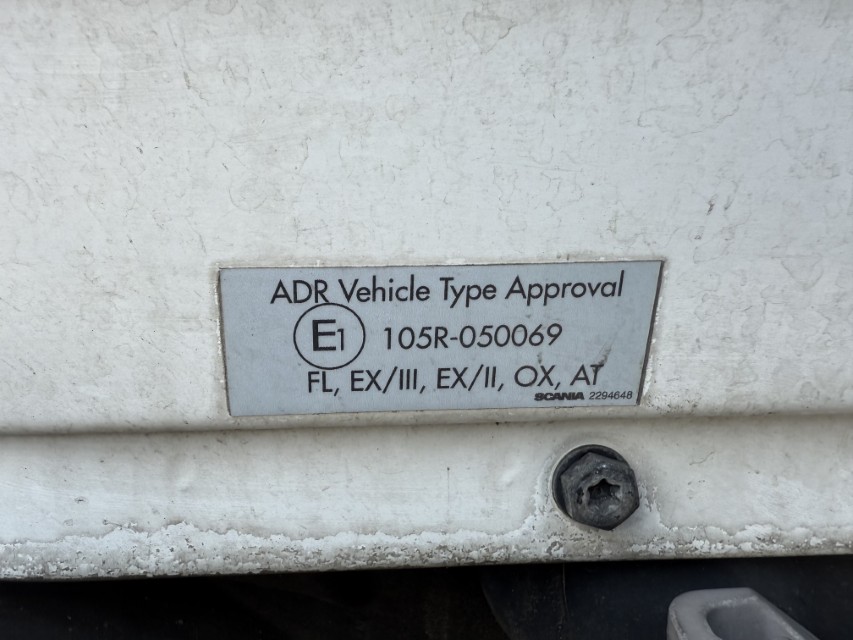 ADR Vehicle Type Approval
E1 105R-050069
FL, EX/III, EX/II, OX, AT
SCANIA 2294648